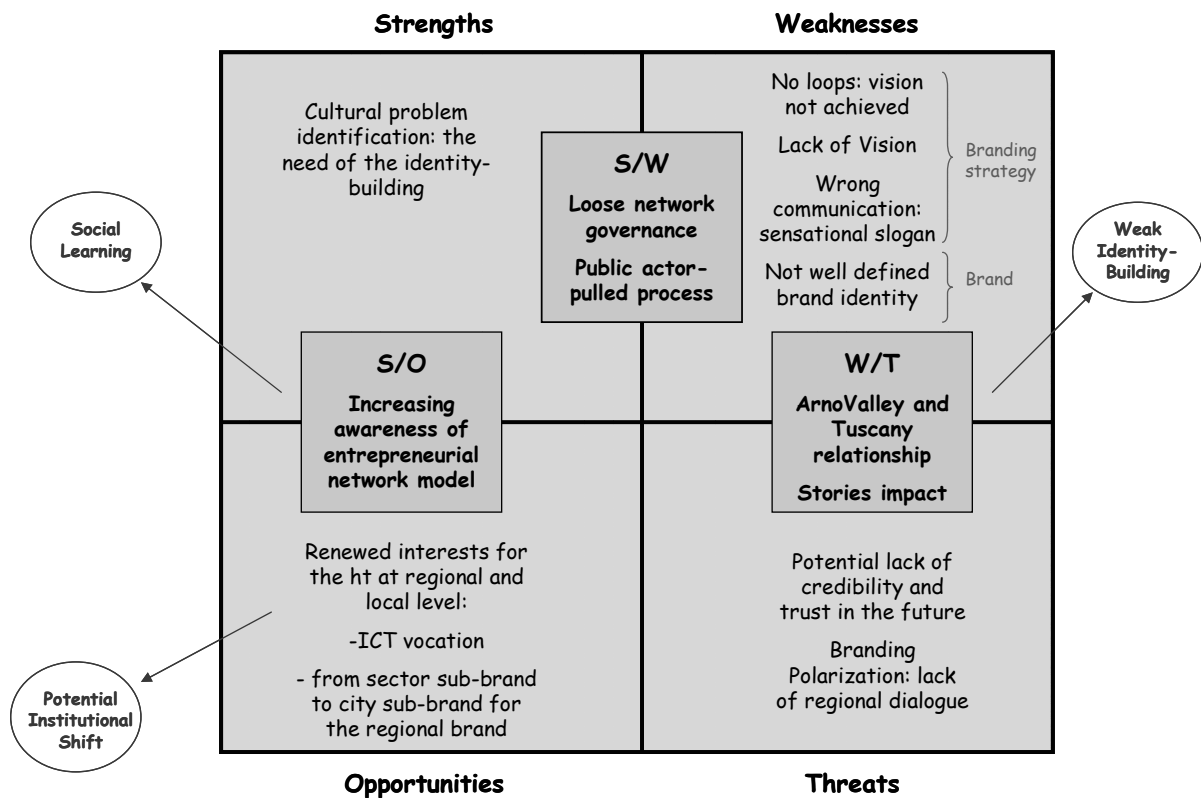 Strengths
Weaknesses
Cultural problem
identification: the
need of the identity-
building
No loops: vision
not achieved
Lack of Vision
Wrong
communication:
sensational slogan
Branding
strategy
Not well defined
brand identity
Brand
S/W
Loose network
governance
Public actor-
pulled process
Social
Learning
Weak
Identity-
Building
S/O
Increasing
awareness of
entrepreneurial
network model
W/T
ArnoValley and
Tuscany
relationship
Stories impact
Renewed interests for
the ht at regional and
local level:
-ICT vocation
- from sector sub-brand
to city sub-brand for
the regional brand
Potential lack of
credibility and
trust in the future
Branding
Polarization: lack
of regional dialogue
Potential
Institutional
Shift
Opportunities
Threats